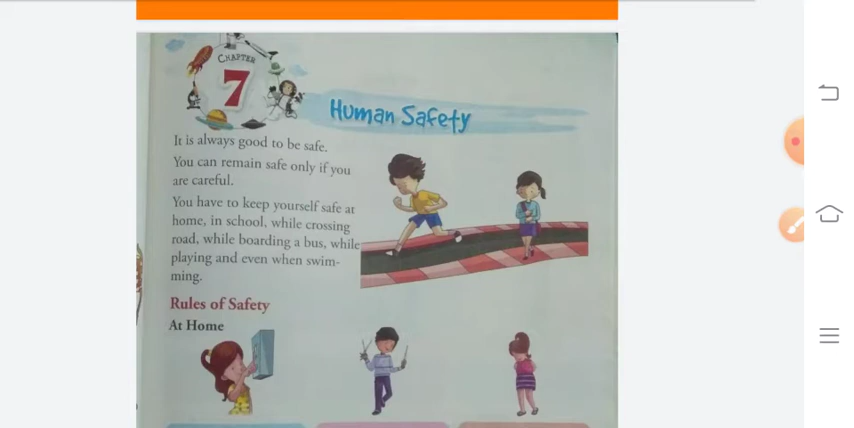 CHAPTER
7
Human Safety
It is always good to be safe.
You can remain safe only if you
are careful.
You have to keep yourself safe at
home, in school, while crossing
road, while boarding a bus, while
playing and even when swim-
ming.
Rules of Safety
At Home